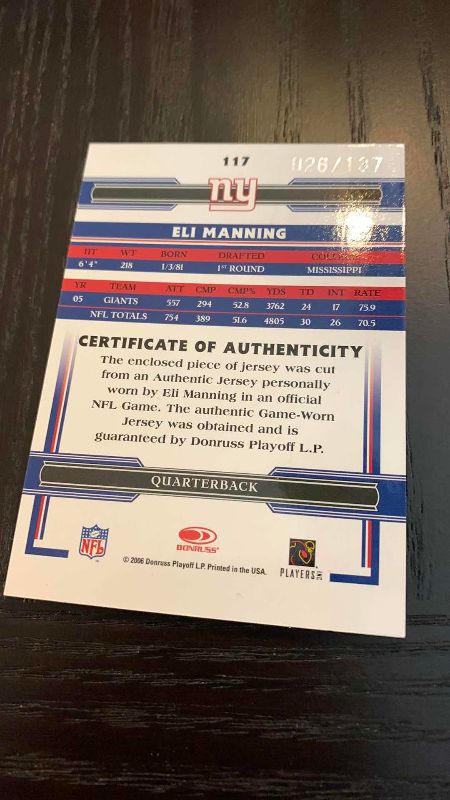 117 026/137
ny
ELI MANNING
HT WT BORN DRAFTED
6'4" 218 1/3/81 1ST ROUND MISSISSIPPI
YR TEAM ATT CMP CMP% YDS TD INT RATE
05 GIANTS 557 294 52.8 3762 24 17 75.9
NFL TOTALS 754 389 51.6 4805 30 26 70.5
CERTIFICATE OF AUTHENTICITY
The enclosed piece of jersey was cut
from an Authentic Jersey personally
worn by Eli Manning in an official
NFL Game. The authentic Game-Worn
Jersey was obtained and is
guaranteed by Donruss Playoff L.P.
QUARTERBACK
NFL
DONRUSS
PLAYERS INC
© 2006 Donruss Playoff L.P. Printed in the USA.